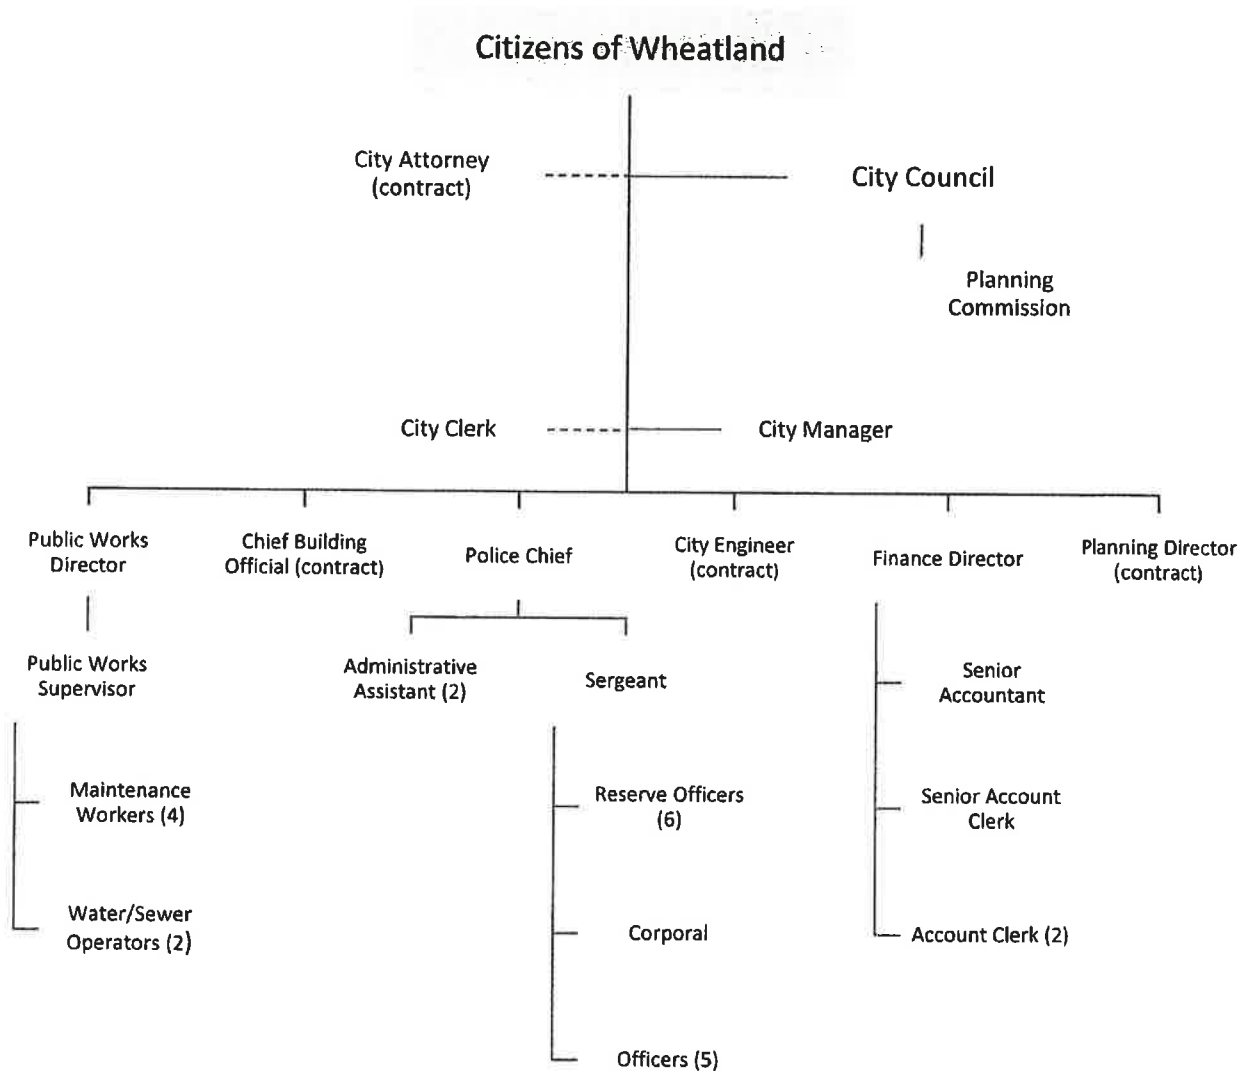 Citizens of Wheatland
City Attorney
(contract)
City Council
Planning
Commission
City Clerk
City Manager
Public Works
Director
Chief Building
Official (contract)
Police Chief
City Engineer
(contract)
Finance Director
Planning Director
(contract)
Public Works
Supervisor
Administrative
Assistant (2)
Sergeant
Senior
Accountant
Maintenance
Workers (4)
Reserve Officers
(6)
Senior Account
Clerk
Water/Sewer
Operators (2)
Corporal
Account Clerk (2)
Officers (5)